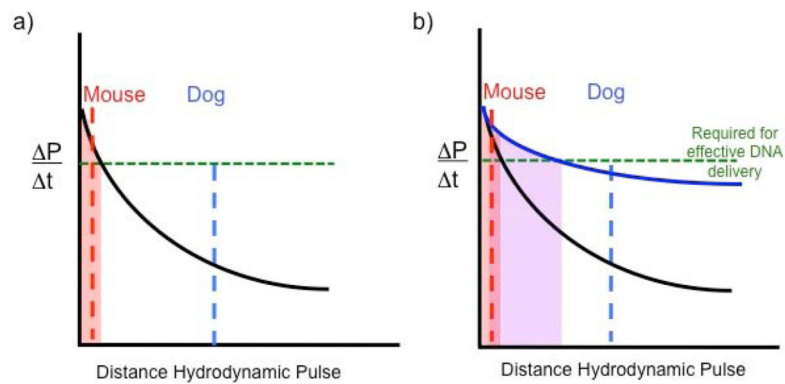 a)
Mouse
Dog
ΔP
Δt
Distance Hydrodynamic Pulse
b)
Mouse
Dog
Required for
effective DNA
delivery
ΔP
Δt
Distance Hydrodynamic Pulse